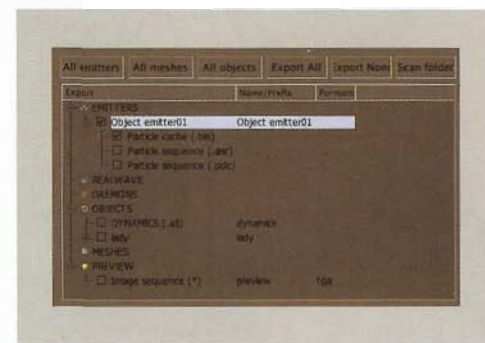 All emitters All meshes All objects Export All Export None Scan folder
Export Name/Prefix Formats
EMITTERS
Object emitter01 Object emitter01
Particle cache (.bin)
Particle sequence (.asr)
Particle sequence (.pdc)
REALWAVE
DAEMONS
OBJECTS
DYNAMICS (.sd) dynamics
lady lady
MESHES
PREVIEW
Image sequence (*) preview tga